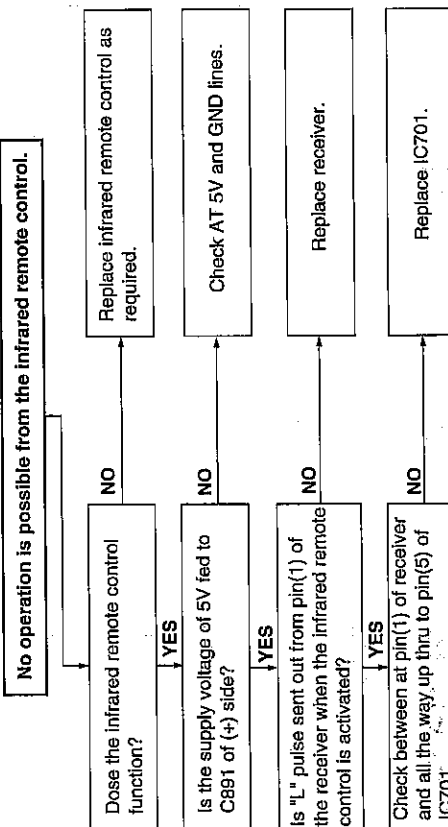 No operation is possible from the infrared remote control.
Dose the infrared remote control
function?
NO
Replace infrared remote control as
required.
YES
Is the supply voltage of 5V fed to
C891 of (+) side?
NO
Check AT 5V and GND lines.
YES
Is "L" pulse sent out from pin(1) of
the receiver when the infrared remote
control is activated?
NO
Replace receiver.
YES
Check between at pin(1) of receiver
and all the way up thru to pin(5) of
IC701.
NO
Replace IC701.